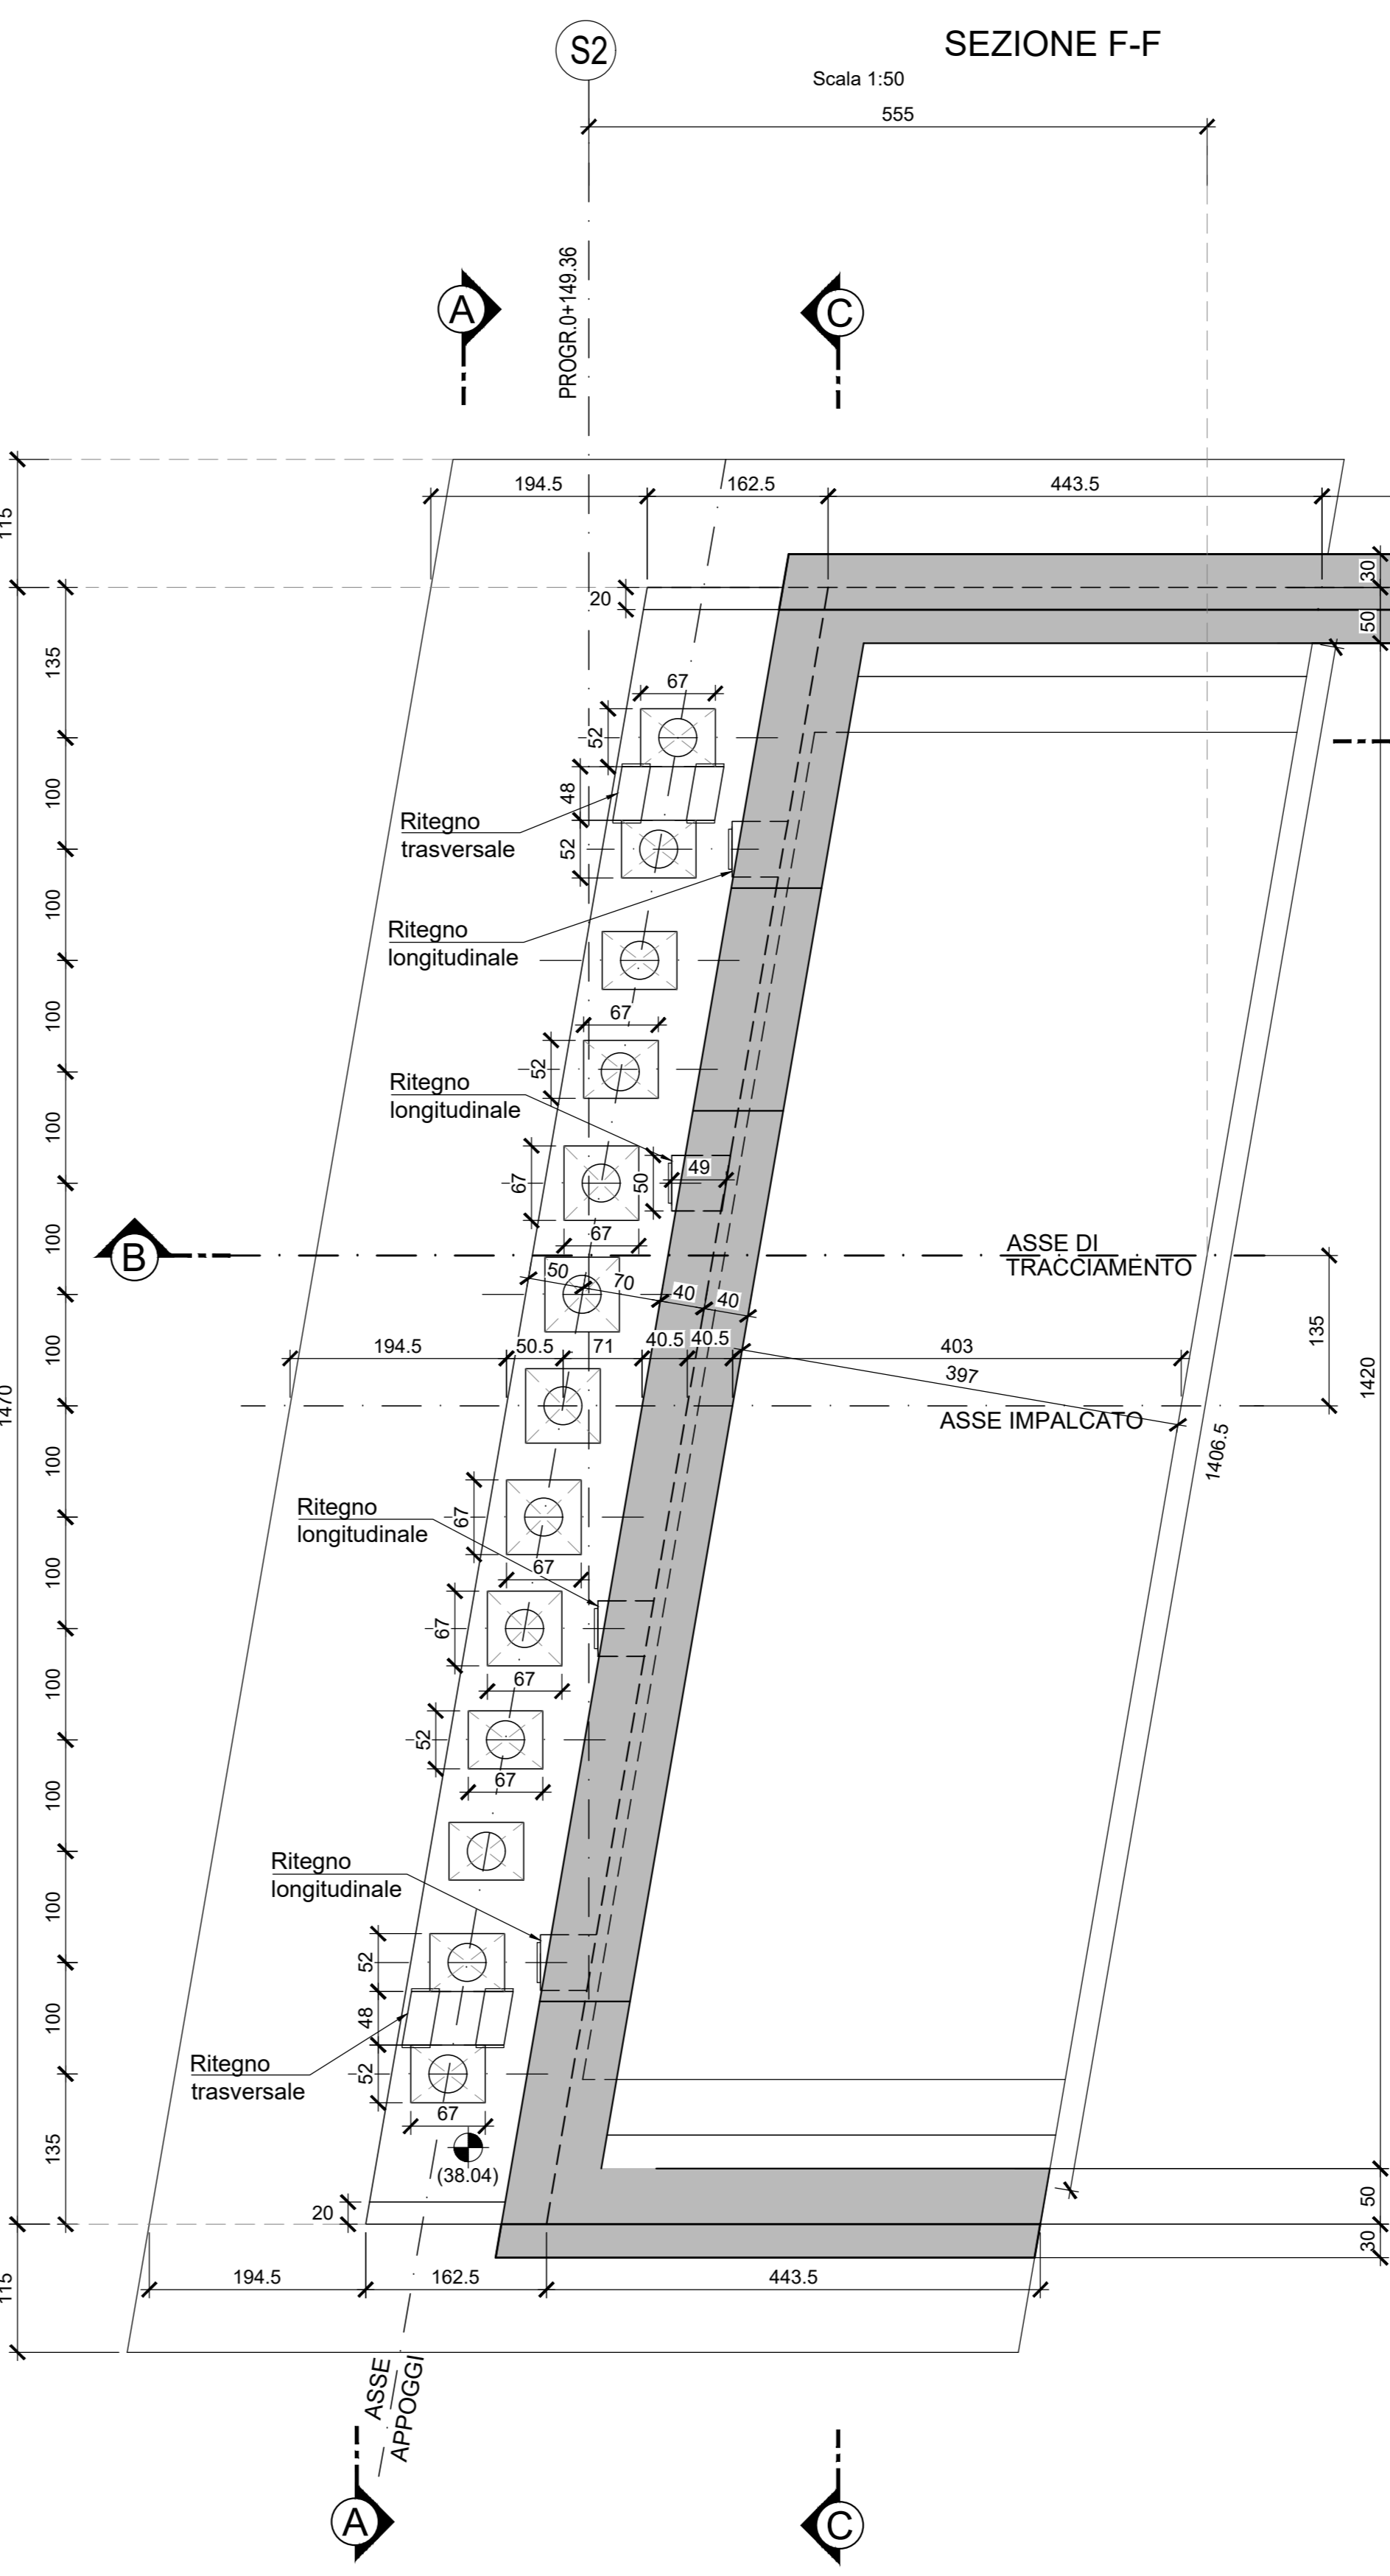 S2
SEZIONE F-F
Scala 1:50
555
PROGR.0+149.36
A
C
194.5
162.5
443.5
115
30
20
50
135
67
52
100
48
Ritegno
trasversale
52
100
Ritegno
longitudinale
100
67
52
Ritegno
longitudinale
100
49
67
50
67
B
100
ASSE DI
TRACCIAMENTO
50
70
40
40
135
194.5
50.5
71
40.5
40.5
403
100
397
1420
1470
ASSE IMPALCATO
1406.5
100
Ritegno
longitudinale
67
67
100
67
67
100
52
67
100
Ritegno
longitudinale
100
52
48
100
Ritegno
trasversale
52
67
135
(38.04)
20
50
30
194.5
162.5
443.5
115
ASSE
APPOGGI
A
C